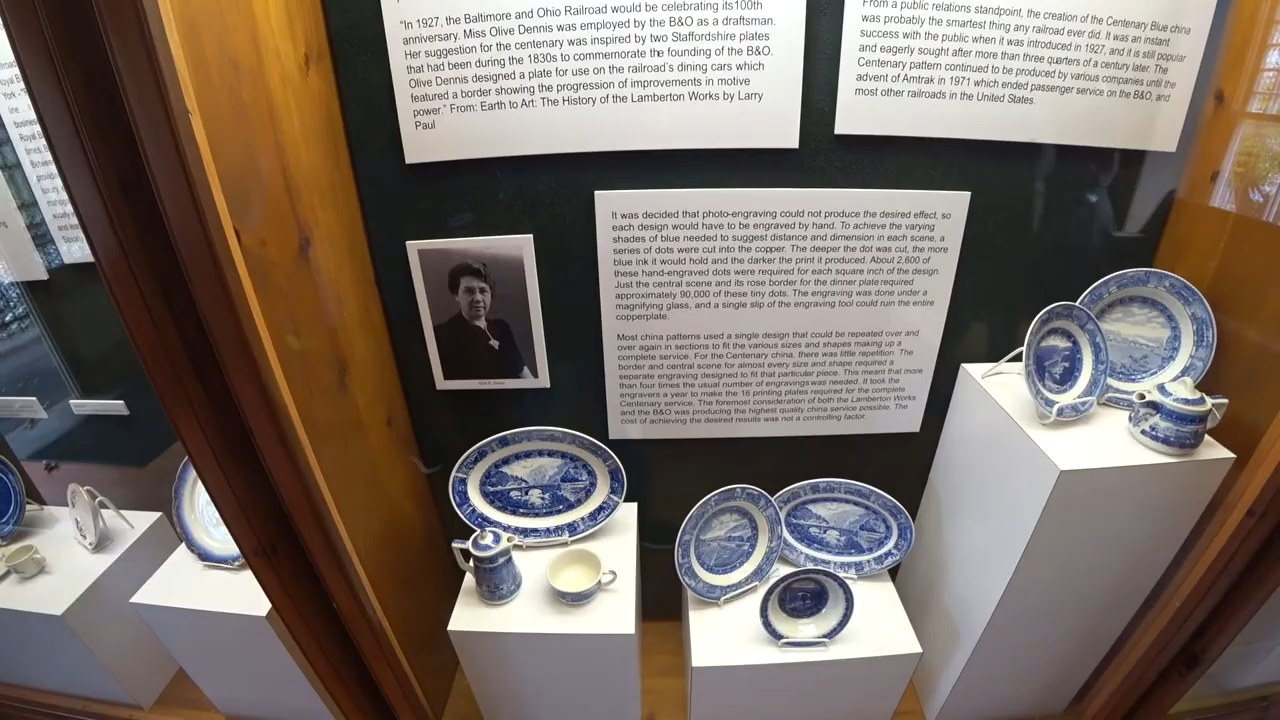 "In 1927, the Baltimore and Ohio Railroad would be celebrating its100th
anniversary. Miss Olive Dennis was employed by the B&O as a draftsman.
Her suggestion for the centenary was inspired by two Staffordshire plates
that had been during the 1830s to commemorate the founding of the B&O.
Olive Dennis designed a plate for use on the railroad's dining cars which
featured a border showing the progression of improvements in motive
power." From: Earth to Art: The History of the Lamberton Works by Larry
Paul
From a public relations standpoint, the creation of the Centenary Blue china
was probably the smartest thing any railroad ever did. It was an instant
success with the public when it was introduced in 1927, and it is still popular
and eagerly sought after more than three quarters of a century later. The
Centenary pattern continued to be produced by various companies until the
advent of Amtrak in 1971 which ended passenger service on the B&O, and
most other railroads in the United States.
It was decided that photo-engraving could not produce the desired effect, so
each design would have to be engraved by hand. To achieve the varying
shades of blue needed to suggest distance and dimension in each scene, a
series of dots were cut into the copper. The deeper the dot was cut, the more
blue ink it would hold and the darker the print it produced. About 2,600 of
these hand-engraved dots were required for each square inch of the design.
Just the central scene and its rose border for the dinner plate required
approximately 90,000 of these tiny dots. The engraving was done under a
magnifying glass, and a single slip of the engraving tool could ruin the entire
copperplate.
Most china patterns used a single design that could be repeated over and
over again in sections to fit the various sizes and shapes making up a
complete service. For the Centenary china, there was little repetition. The
border and central scene for almost every size and shape required a
separate engraving designed to fit that particular piece. This meant that more
than four times the usual number of engravings was needed. It took the
engravers a year to make the 16 printing plates required for the complete
Centenary service. The foremost consideration of both the Lamberton Works
and the B&O was producing the highest quality china service possible. The
cost of achieving the desired results was not a controlling factor.